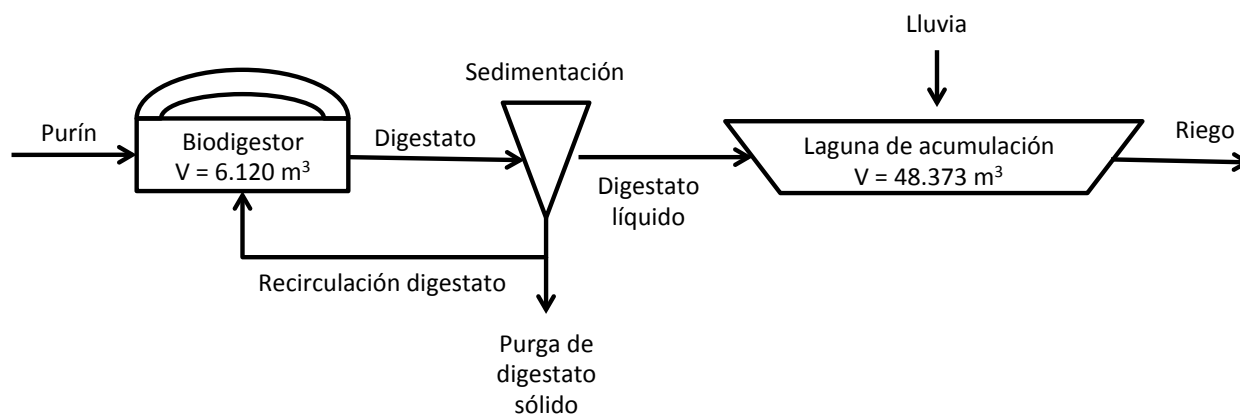 Lluvia
Sedimentación
Purín
Biodigestor
V = 6.120 m³
Digestato
Laguna de acumulación
V = 48.373 m³
Riego
Digestato
líquido
Recirculación digestato
Purga de
digestato
sólido